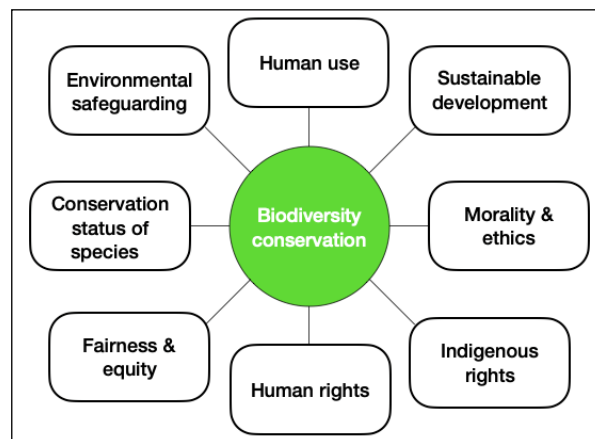 Human use
Environmental
safeguarding
Sustainable
development
Conservation
status of
species
Biodiversity
conservation
Morality &
ethics
Fairness &
equity
Human rights
Indigenous
rights